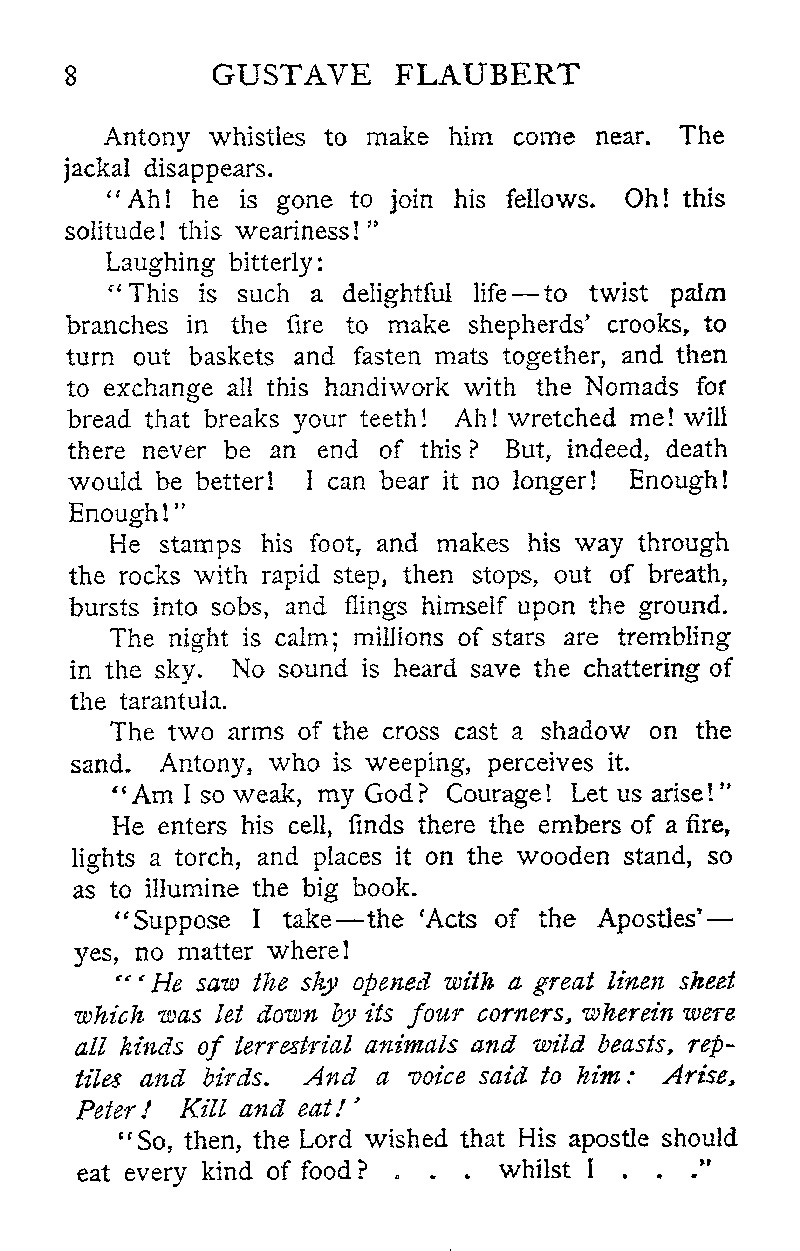 8 GUSTAVE FLAUBERT
Antony whistles to make him come near. The
jackal disappears.
“Ah! he is gone to join his fellows. Oh! this
solitude! this weariness!”
Laughing bitterly:
“This is such a delightful life—to twist palm
branches in the fire to make shepherds’ crooks, to
turn out baskets and fasten mats together, and then
to exchange all this handiwork with the Nomads for
bread that breaks your teeth! Ah! wretched me! will
there never be an end of this? But, indeed, death
would be better! I can bear it no longer! Enough!
Enough!”
He stamps his foot, and makes his way through
the rocks with rapid step, then stops, out of breath,
bursts into sobs, and flings himself upon the ground.
The night is calm; millions of stars are trembling
in the sky. No sound is heard save the chattering of
the tarantula.
The two arms of the cross cast a shadow on the
sand. Antony, who is weeping, perceives it.
“Am I so weak, my God? Courage! Let us arise!”
He enters his cell, finds there the embers of a fire,
lights a torch, and places it on the wooden stand, so
as to illumine the big book.
“Suppose I take—the ‘Acts of the Apostles’—
yes, no matter where!
“‘He saw the sky opened with a great linen sheet
which was let down by its four corners, wherein were
all kinds of terrestrial animals and wild beasts, rep-
tiles and birds. And a voice said to him: Arise,
Peter! Kill and eat!’
“So, then, the Lord wished that His apostle should
eat every kind of food? . . . whilst I . . .”